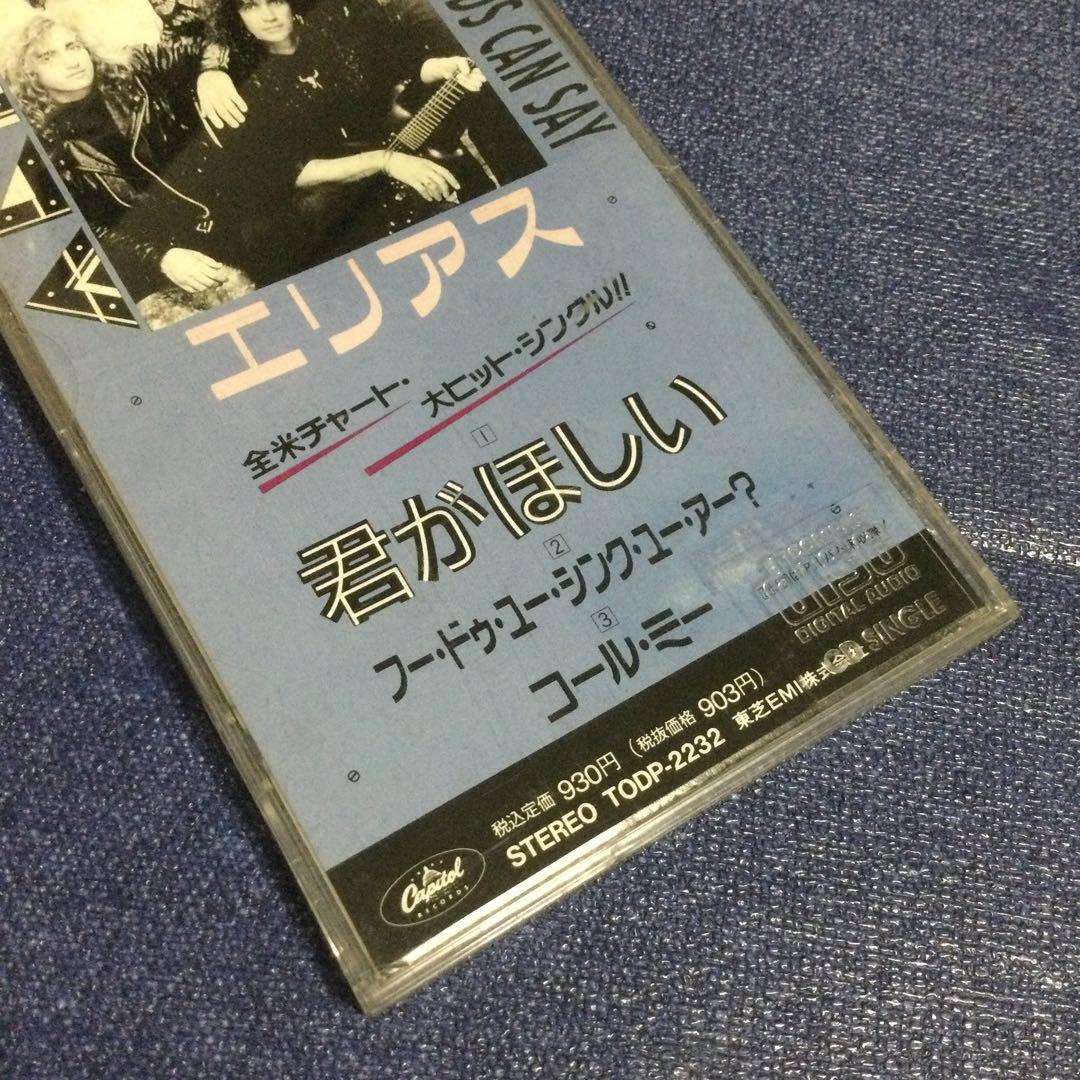 DS CAN SAY
エリアス
全米チャート・
大ヒット・シングル!!
1
君がほしい
2
フー・ドゥ・ユー・シンク・ユー・アー?
3
コール・ミー
DIGITAL AUDIO
CD SINGLE
税込定価 930円(税抜価格 903円)
STEREO TODP-2232 東芝EMI株式会社
Capitol
RECORDS